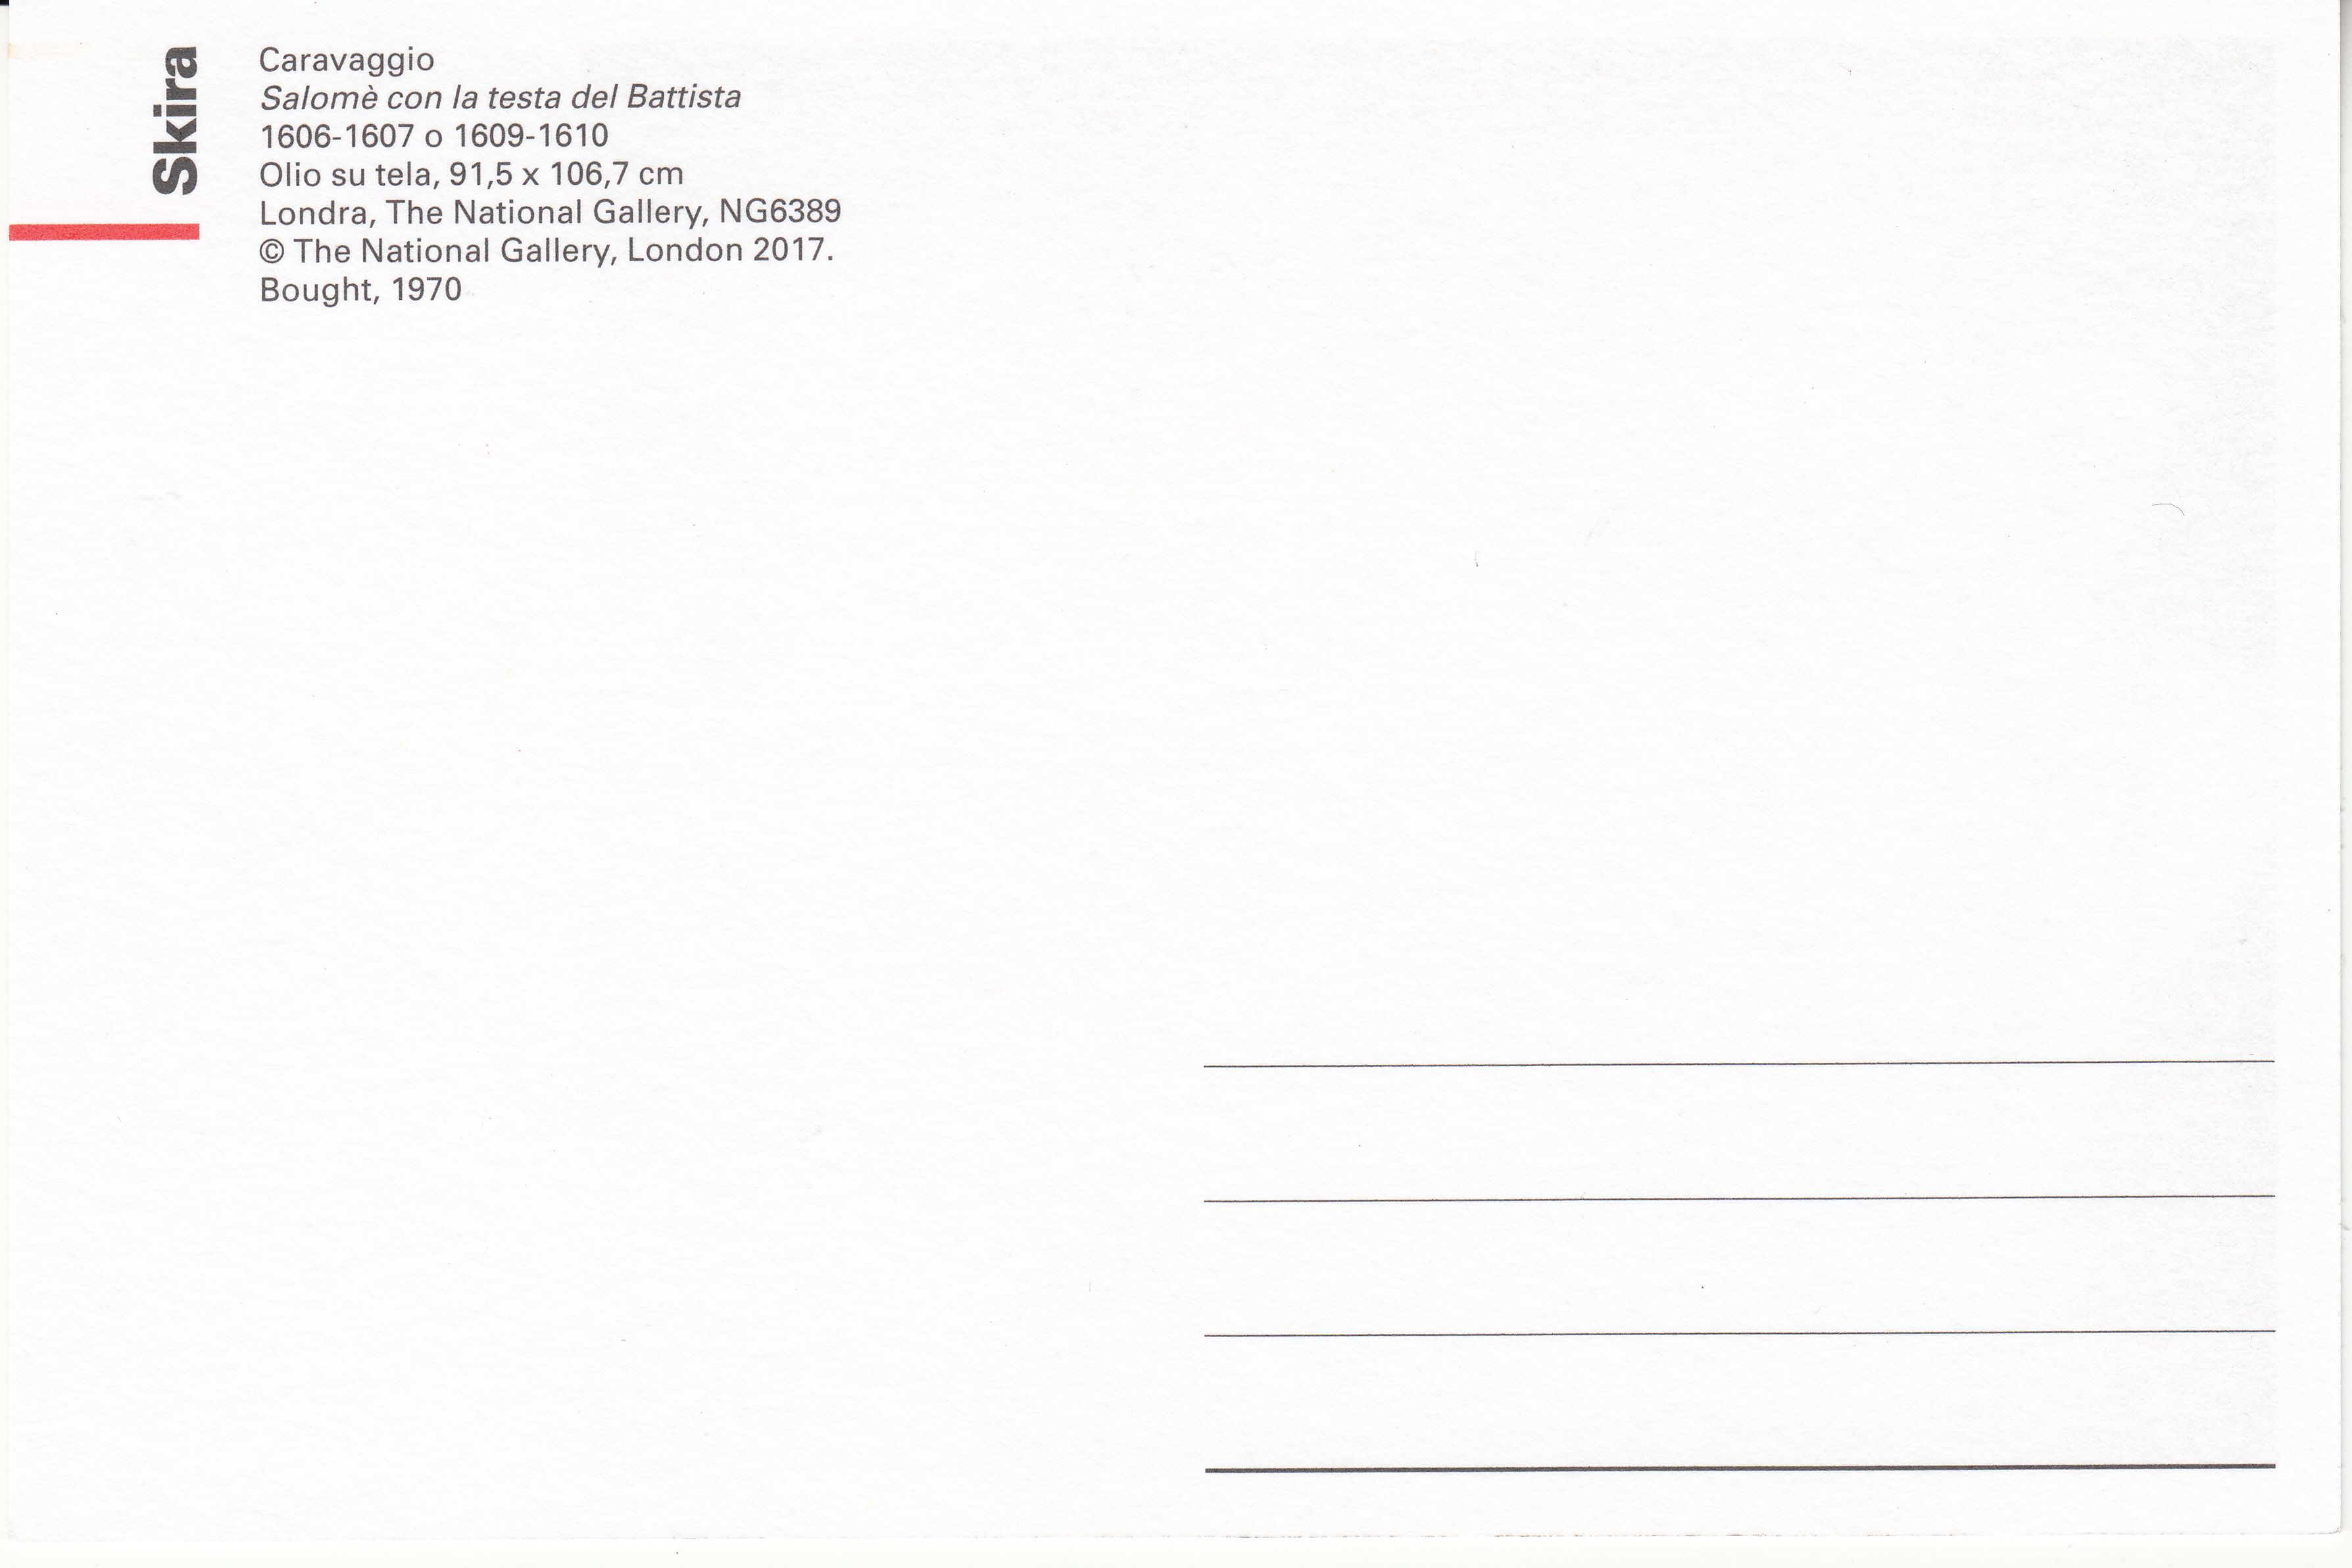 Skira
Caravaggio
Salomè con la testa del Battista
1606-1607 o 1609-1610
Olio su tela, 91,5 x 106,7 cm
Londra, The National Gallery, NG6389
© The National Gallery, London 2017.
Bought, 1970